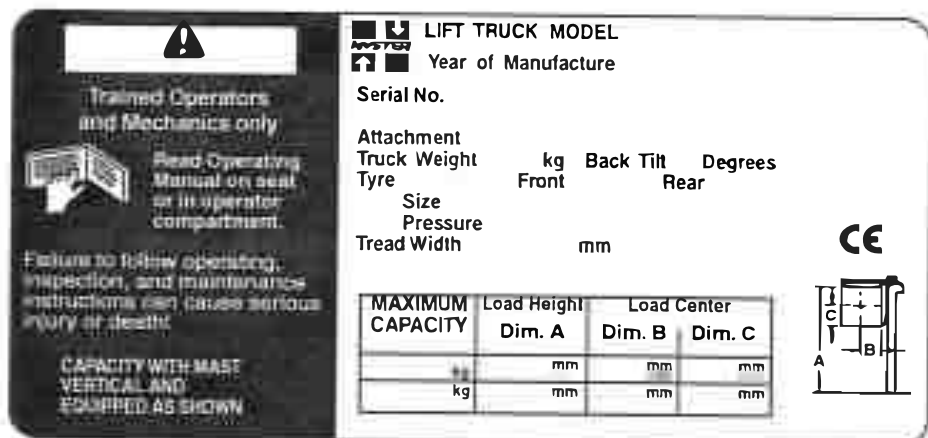 Trained Operators
and Mechanics only
Read Operating
Manual on seat
or in operator
compartment.
Failure to follow operating,
inspection, and maintenance
instructions can cause serious
injury or death!
CAPACITY WITH MAST
VERTICAL AND
EQUIPPED AS SHOWN
HYSTER
LIFT TRUCK MODEL
Year of Manufacture
Serial No.
Attachment
Truck Weight kg Back Tilt Degrees
Tyre Front Rear
Size
Pressure
Tread Width mm
CE
MAXIMUM CAPACITY Load Height Load Center
Dim. A Dim. B Dim. C
kg mm mm mm
kg mm mm mm
A
B
C